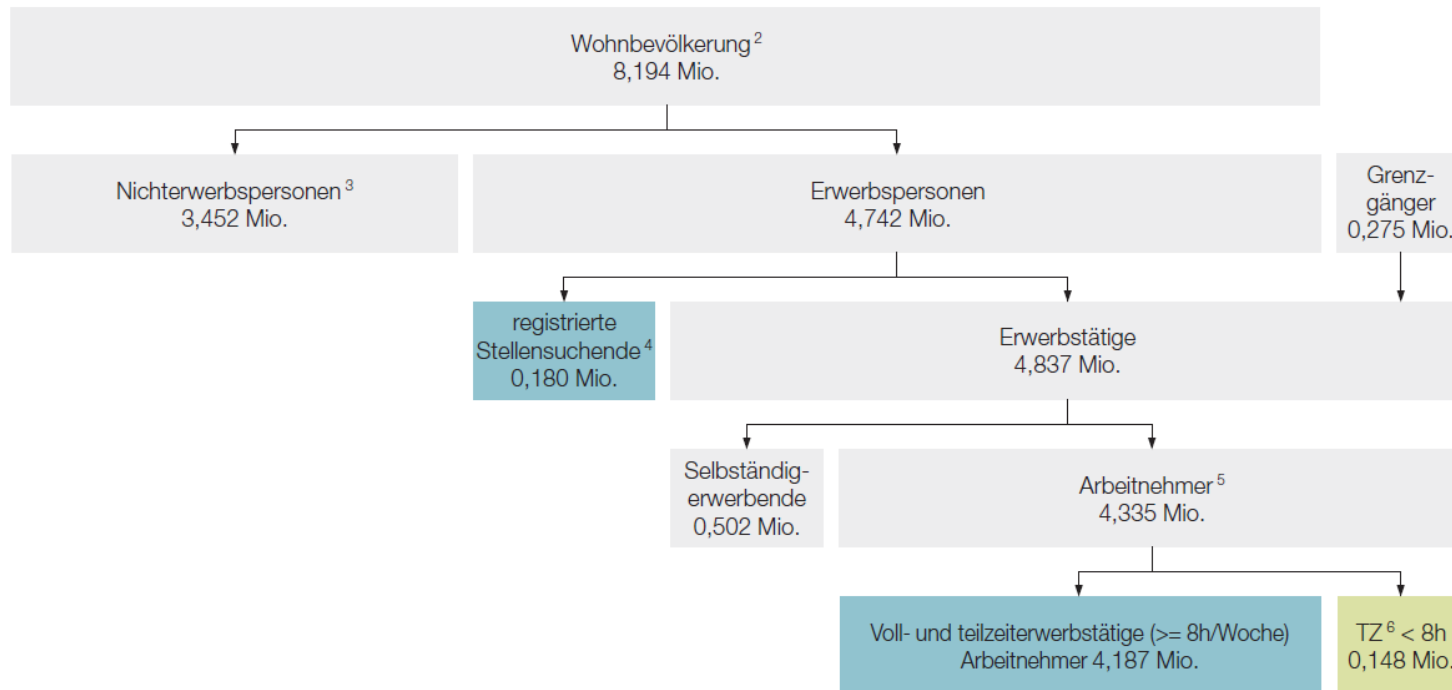 Wohnbevölkerung ²
8,194 Mio.
Nichterwerbspersonen ³
3,452 Mio.
Erwerbspersonen
4,742 Mio.
Grenz-
gänger
0,275 Mio.
registrierte
Stellensuchende ⁴
0,180 Mio.
Erwerbstätige
4,837 Mio.
Selbständig-
erwerbende
0,502 Mio.
Arbeitnehmer ⁵
4,335 Mio.
Voll- und teilzeiterwerbstätige (>= 8h/Woche)
Arbeitnehmer 4,187 Mio.
TZ ⁶ < 8h
0,148 Mio.